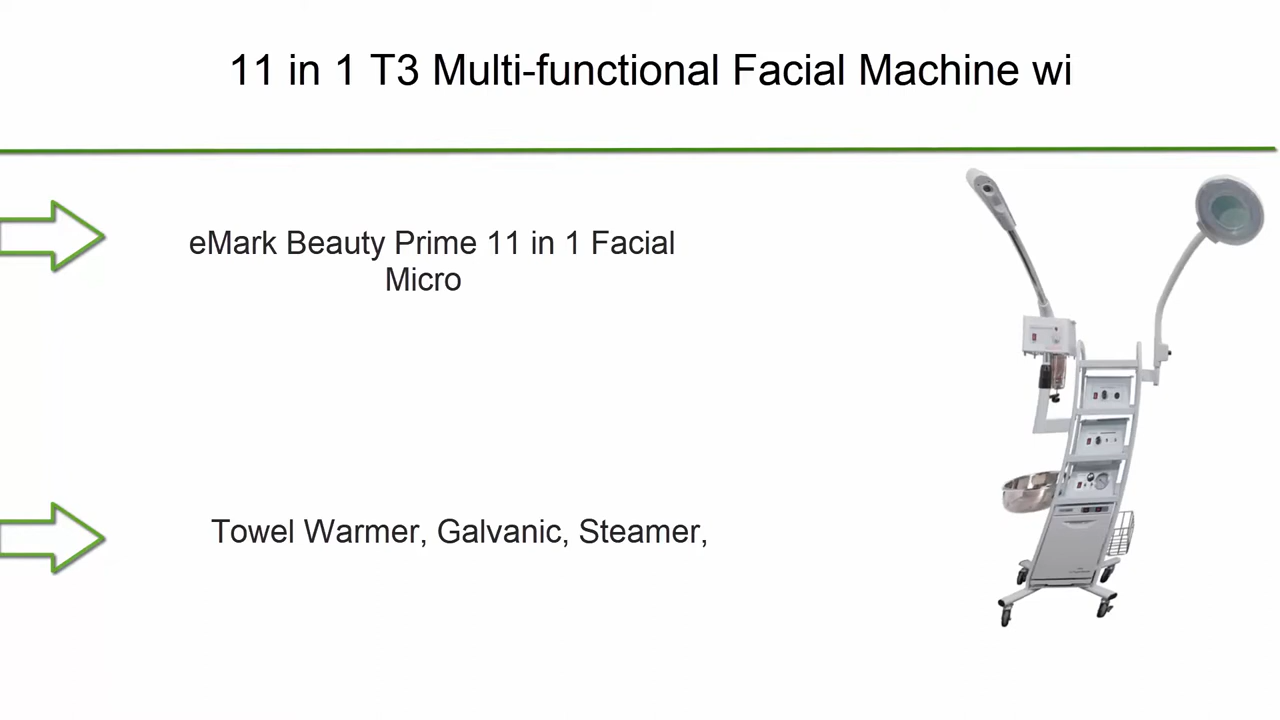 11 in 1 T3 Multi-functional Facial Machine wi
eMark Beauty Prime 11 in 1 Facial
Micro
Towel Warmer, Galvanic, Steamer,